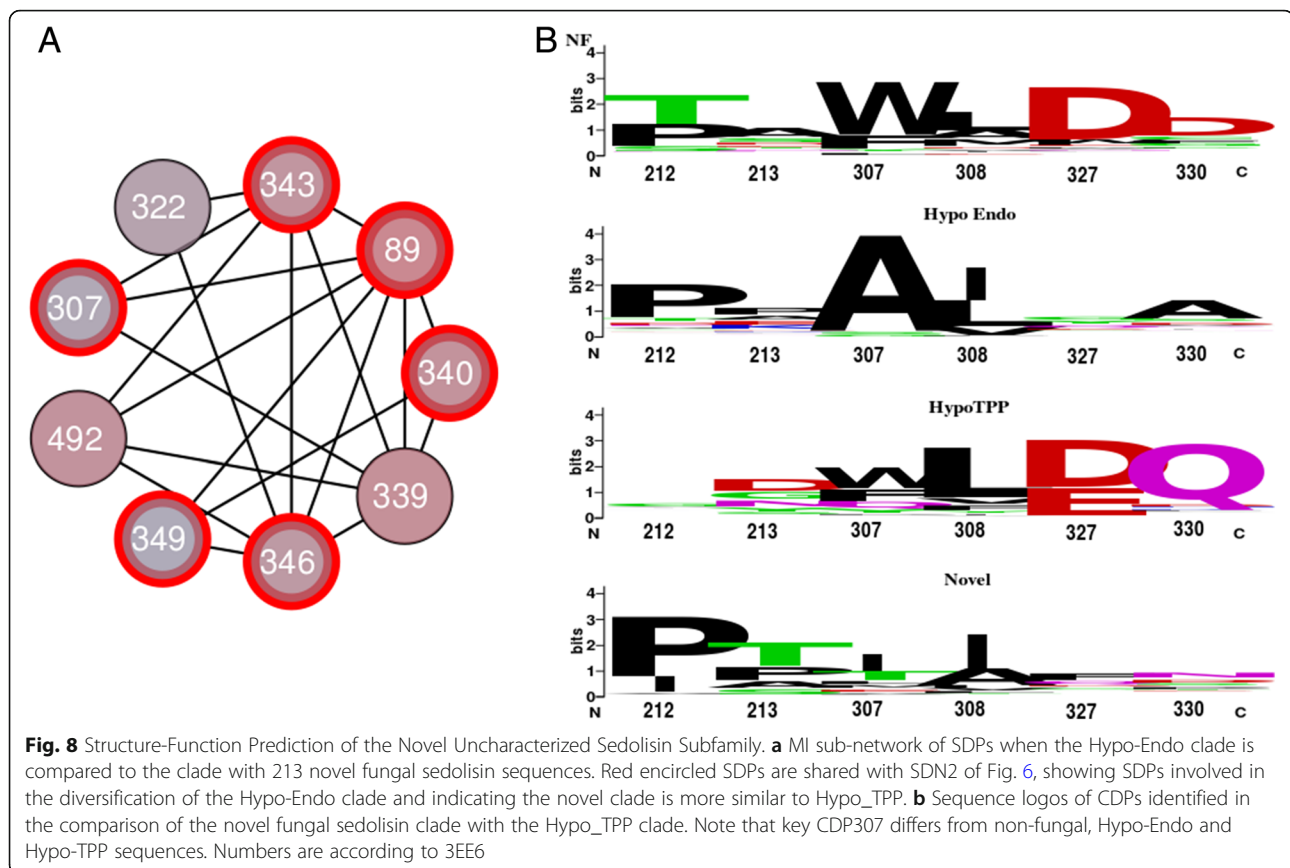 A
343
322
89
307
340
492
339
349
346
B
NF
bits
4
3
2
1
0
T P A W D D
N 212 213 307 308 327 330 C
Hypo Endo
bits
4
3
2
1
0
P A I A
N 212 213 307 308 327 330 C
HypoTPP
bits
4
3
2
1
0
D W L D E Q
N 212 213 307 308 327 330 C
Novel
bits
4
3
2
1
0
P I T P A I T I A
N 212 213 307 308 327 330 C
Fig. 8 Structure-Function Prediction of the Novel Uncharacterized Sedolisin Subfamily. a MI sub-network of SDPs when the Hypo-Endo clade is
compared to the clade with 213 novel fungal sedolisin sequences. Red encircled SDPs are shared with SDN2 of Fig. 6, showing SDPs involved in
the diversification of the Hypo-Endo clade and indicating the novel clade is more similar to Hypo_TPP. b Sequence logos of CDPs identified in
the comparison of the novel fungal sedolisin clade with the Hypo_TPP clade. Note that key CDP307 differs from non-fungal, Hypo-Endo and
Hypo-TPP sequences. Numbers are according to 3EE6